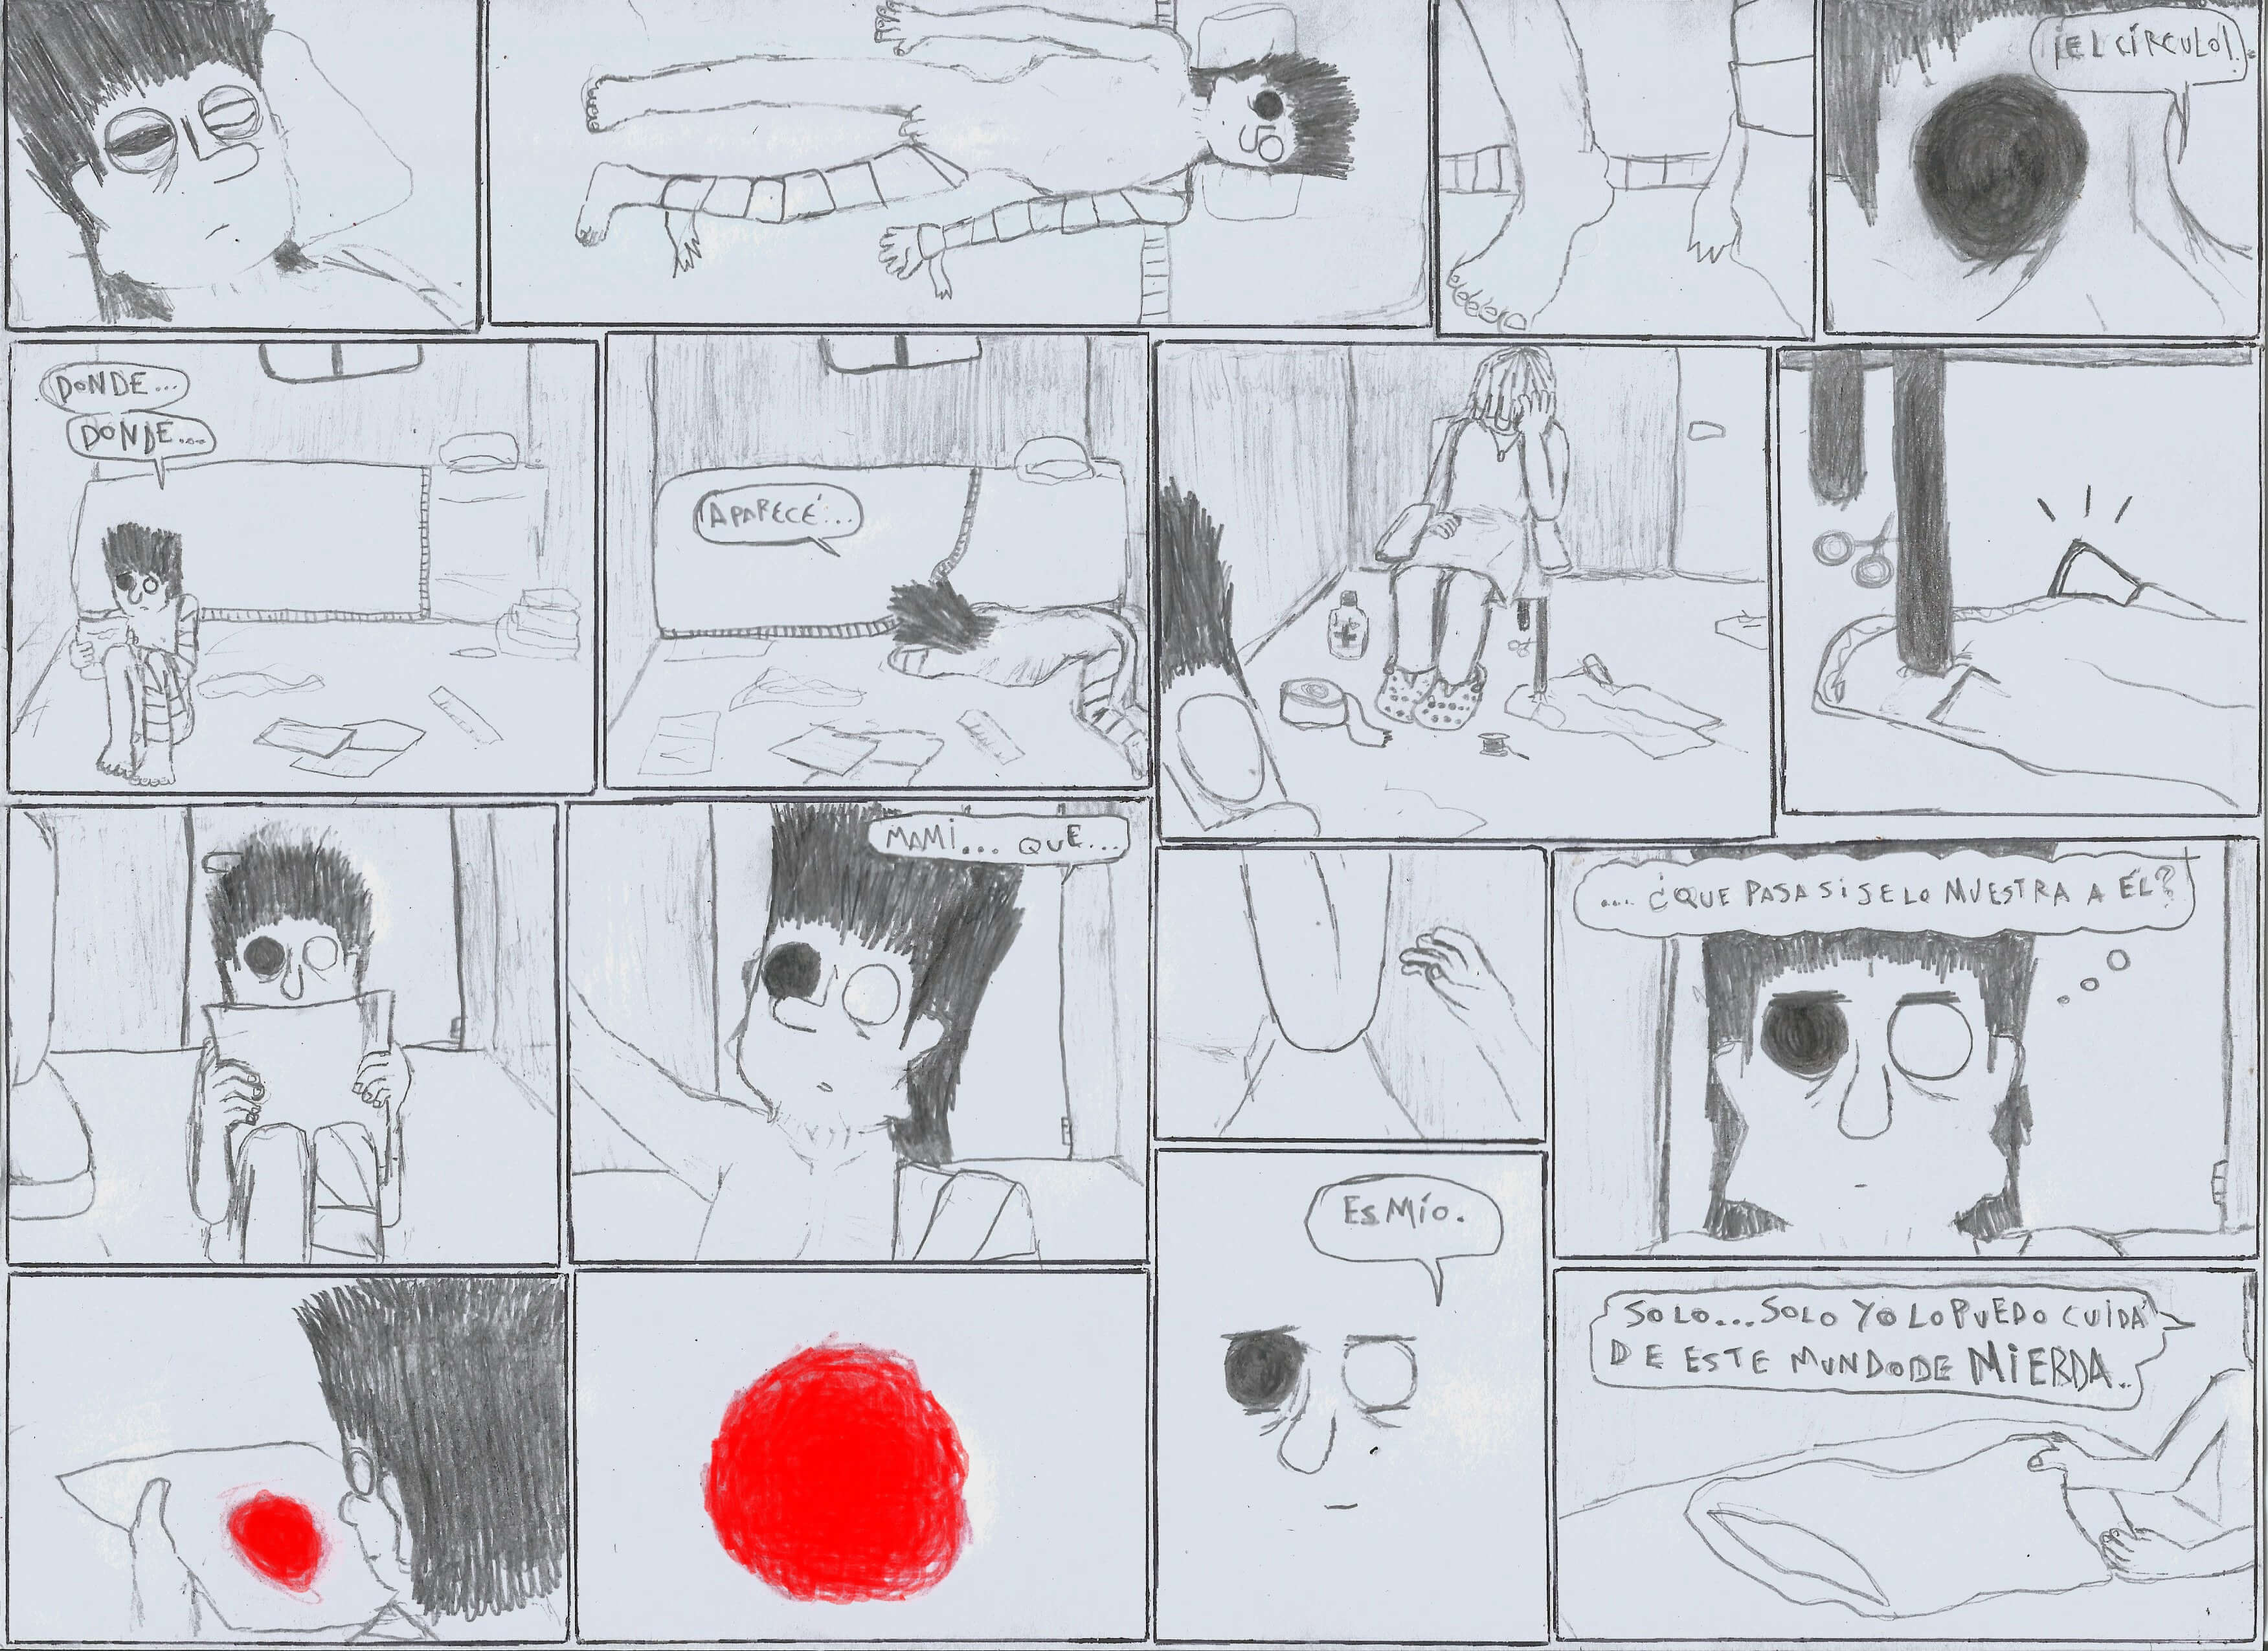 ¡EL CÍRCULO!
DONDE...
DONDE...
APARECÉ...
MAMI... QUE...
... ¿QUE PASA SI SE LO MUESTRA A ÉL?
ES MÍO.
SOLO... SOLO YO LO PUEDO CUIDÁ
DE ESTE MUNDO DE MIERDA..